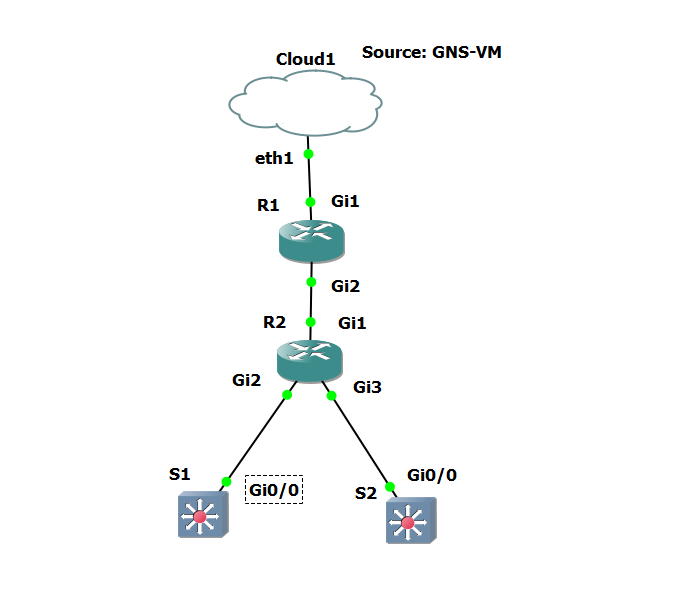 Source: GNS-VM
Cloud1
eth1
R1
Gi1
Gi2
R2
Gi1
Gi2
Gi3
S1
Gi0/0
S2
Gi0/0